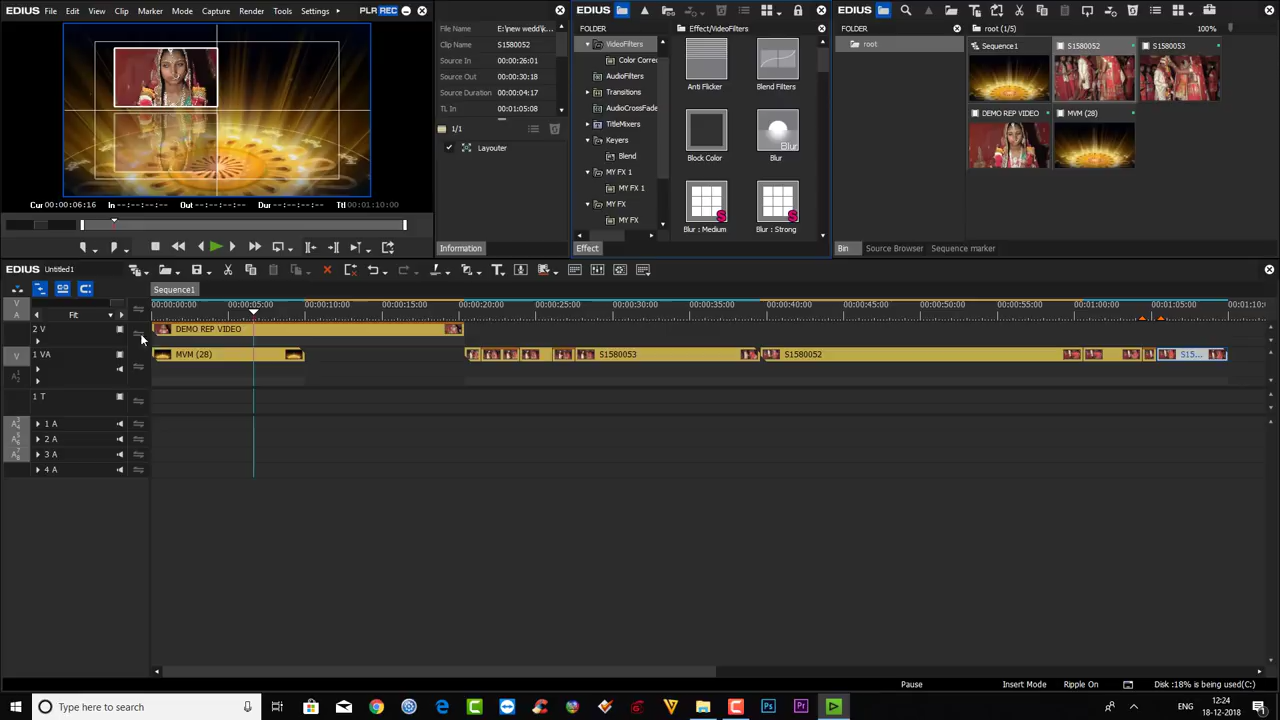 EDIUS File Edit View Clip Marker Mode Capture Render Tools Settings PLR REC
Cur 00:00:06:16 In --:--:--:-- Out --:--:--:-- Dur --:--:--:-- Ttl 00:01:10:00
File Name E:\new wedd\k...
Clip Name S1580052
Source In 00:00:26:01
Source Out 00:00:30:18
Source Duration 00:00:04:17
TL In 00:01:05:08
1/1
Layouter
Information
FOLDER Effect/VideoFilters
VideoFilters
Color Correc
AudioFilters
Transitions
AudioCrossFade
TitleMixers
Keyers
Blend
MY FX 1
MY FX 1
MY FX
MY FX
Anti Flicker Blend Filters
Block Color Blur
Blur
Blur : Medium Blur : Strong
Effect
FOLDER root (1/5) 100%
root
Sequence1 S1580052 S1580053
DEMO REP VIDEO MVM (28)
Bin Source Browser Sequence marker
EDIUS Untitled1
Sequence1
V
A
Fit
00:00:00:00 00:00:05:00 00:00:10:00 00:00:15:00 00:00:20:00 00:00:25:00 00:00:30:00 00:00:35:00 00:00:40:00 00:00:45:00 00:00:50:00 00:00:55:00 00:01:00:00 00:01:05:00 00:01:10:
2 V DEMO REP VIDEO
V 1 VA MVM (28) S1580053 S1580052 S15...
1 T
1 A
2 A
3 A
4 A
Pause Insert Mode Ripple On Disk :18% is being used(C:)
Type here to search
ENG 12:24
18-12-2018